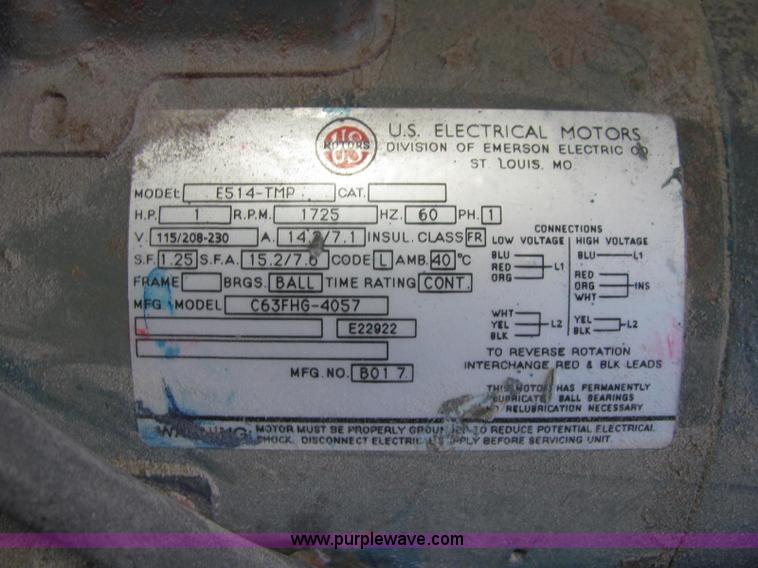 US
MOTORS
U.S. ELECTRICAL MOTORS
DIVISION OF EMERSON ELECTRIC CO.
ST. LOUIS, MO.
MODEL E514-TMP CAT.
H.P. 1 R.P.M. 1725 HZ. 60 PH. 1
V. 115/208-230 A. 14.2/7.1 INSUL. CLASS FR
S.F. 1.25 S.F.A. 15.2/7.6 CODE L AMB. 40 °C
FRAME BRGS. BALL TIME RATING CONT.
MFG. MODEL C63FHG-4057
E22922
MFG. NO. B01 7
CONNECTIONS
LOW VOLTAGE HIGH VOLTAGE
BLU BLU L1
RED L1 RED
ORG ORG INS
WHT
WHT
YEL L2 YEL L2
BLK BLK
TO REVERSE ROTATION
INTERCHANGE RED & BLK LEADS
THIS MOTOR HAS PERMANENTLY
LUBRICATED BALL BEARINGS
NO RELUBRICATION NECESSARY
WARNING: MOTOR MUST BE PROPERLY GROUNDED TO REDUCE POTENTIAL ELECTRICAL
SHOCK. DISCONNECT ELECTRIC SUPPLY BEFORE SERVICING UNIT.
www.purplewave.com